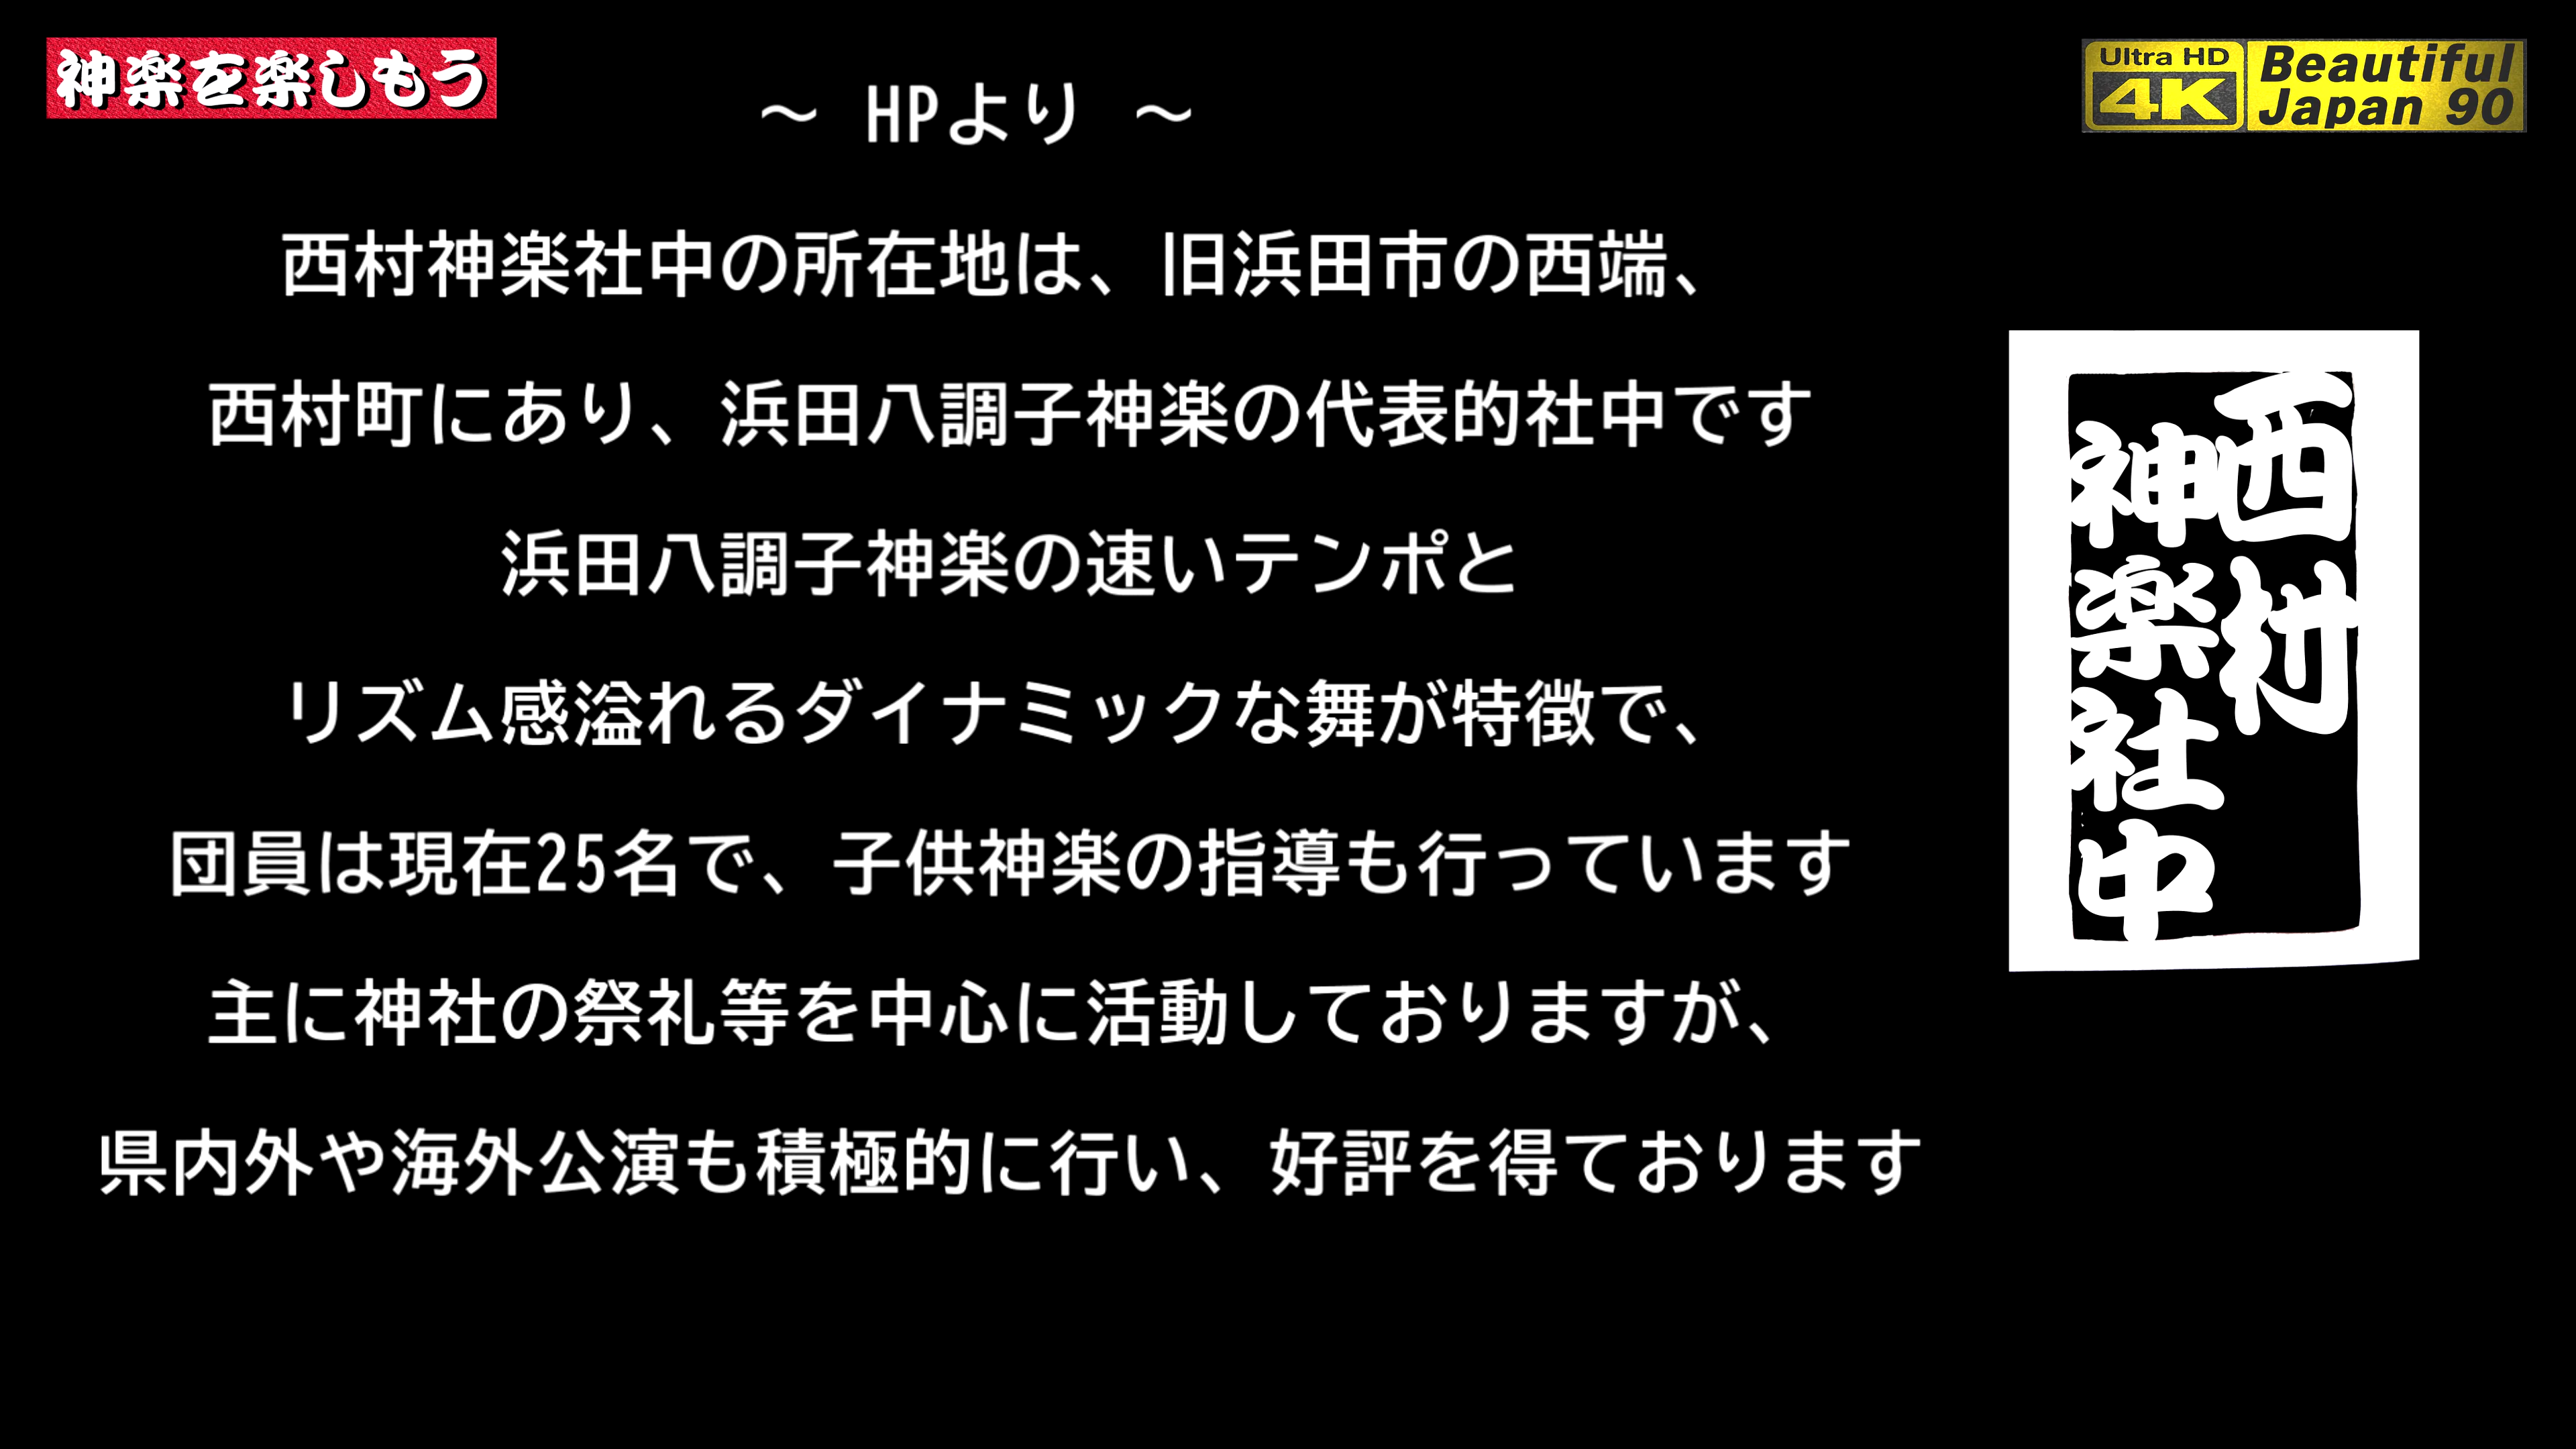 神楽を楽しもう
Ultra HD
4K
Beautiful
Japan 90
～ HPより ～
西村神楽社中の所在地は、旧浜田市の西端、
西村町にあり、浜田八調子神楽の代表的社中です
浜田八調子神楽の速いテンポと
リズム感溢れるダイナミックな舞が特徴で、
団員は現在25名で、子供神楽の指導も行っています
主に神社の祭礼等を中心に活動しておりますが、
県内外や海外公演も積極的に行い、好評を得ております
西村
神楽社中